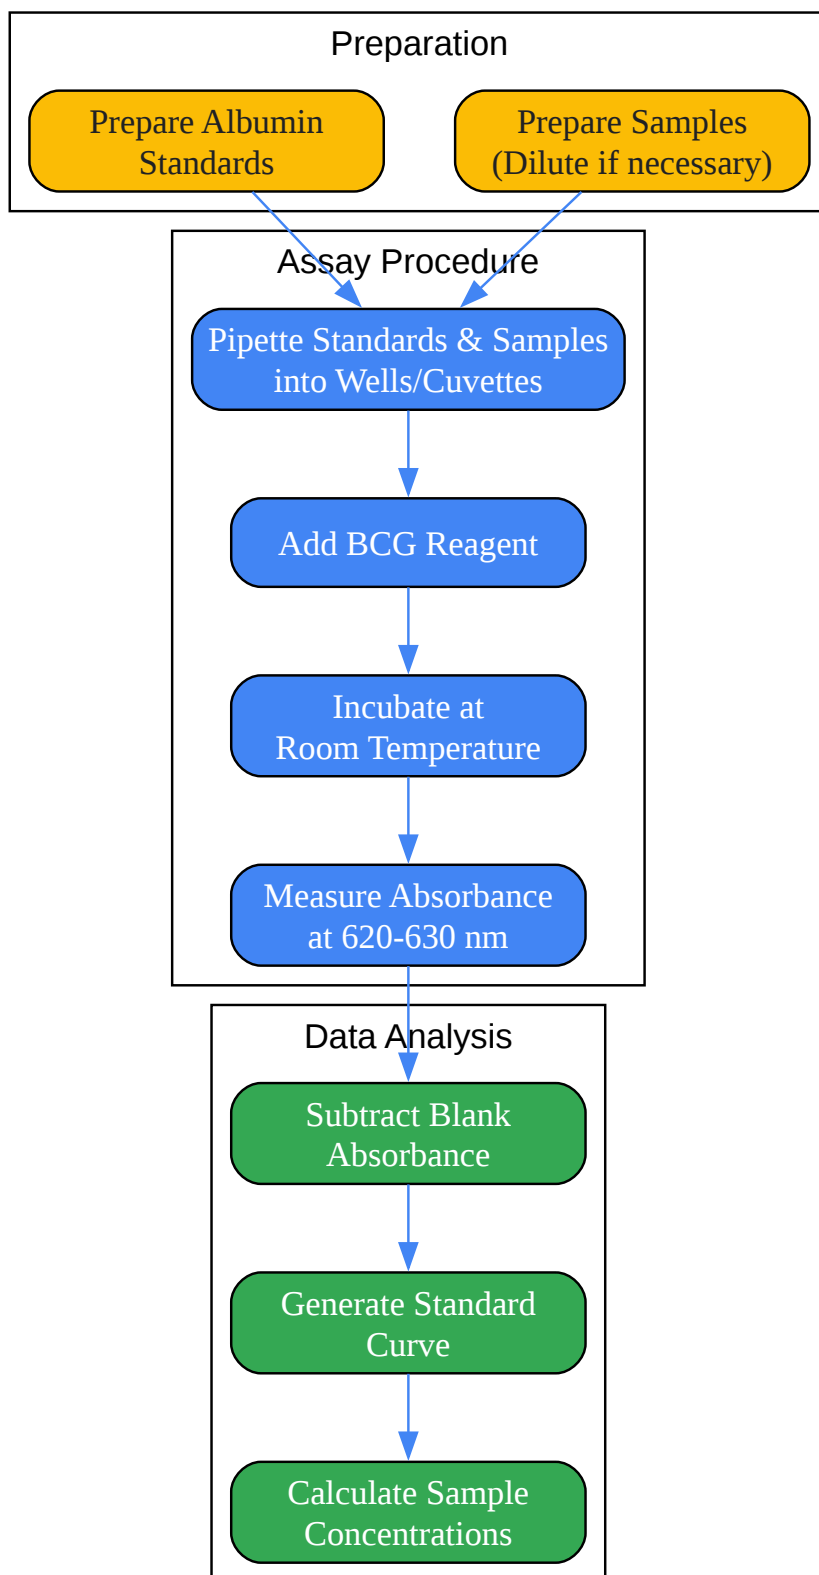 Preparation
Prepare Albumin
Standards
Prepare Samples
(Dilute if necessary)
Assay Procedure
Pipette Standards & Samples
into Wells/Cuvettes
Add BCG Reagent
Incubate at
Room Temperature
Measure Absorbance
at 620-630 nm
Data Analysis
Subtract Blank
Absorbance
Generate Standard
Curve
Calculate Sample
Concentrations